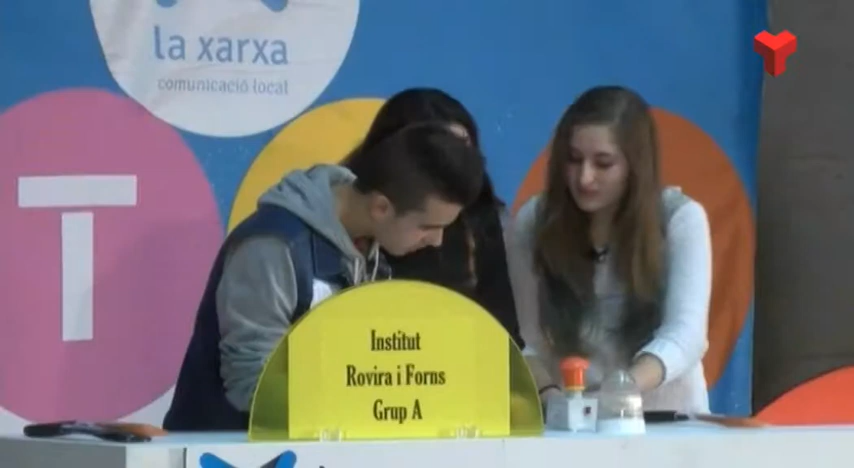 la xarxa
comunicació local
T
Institut
Rovira i Forns
Grup A